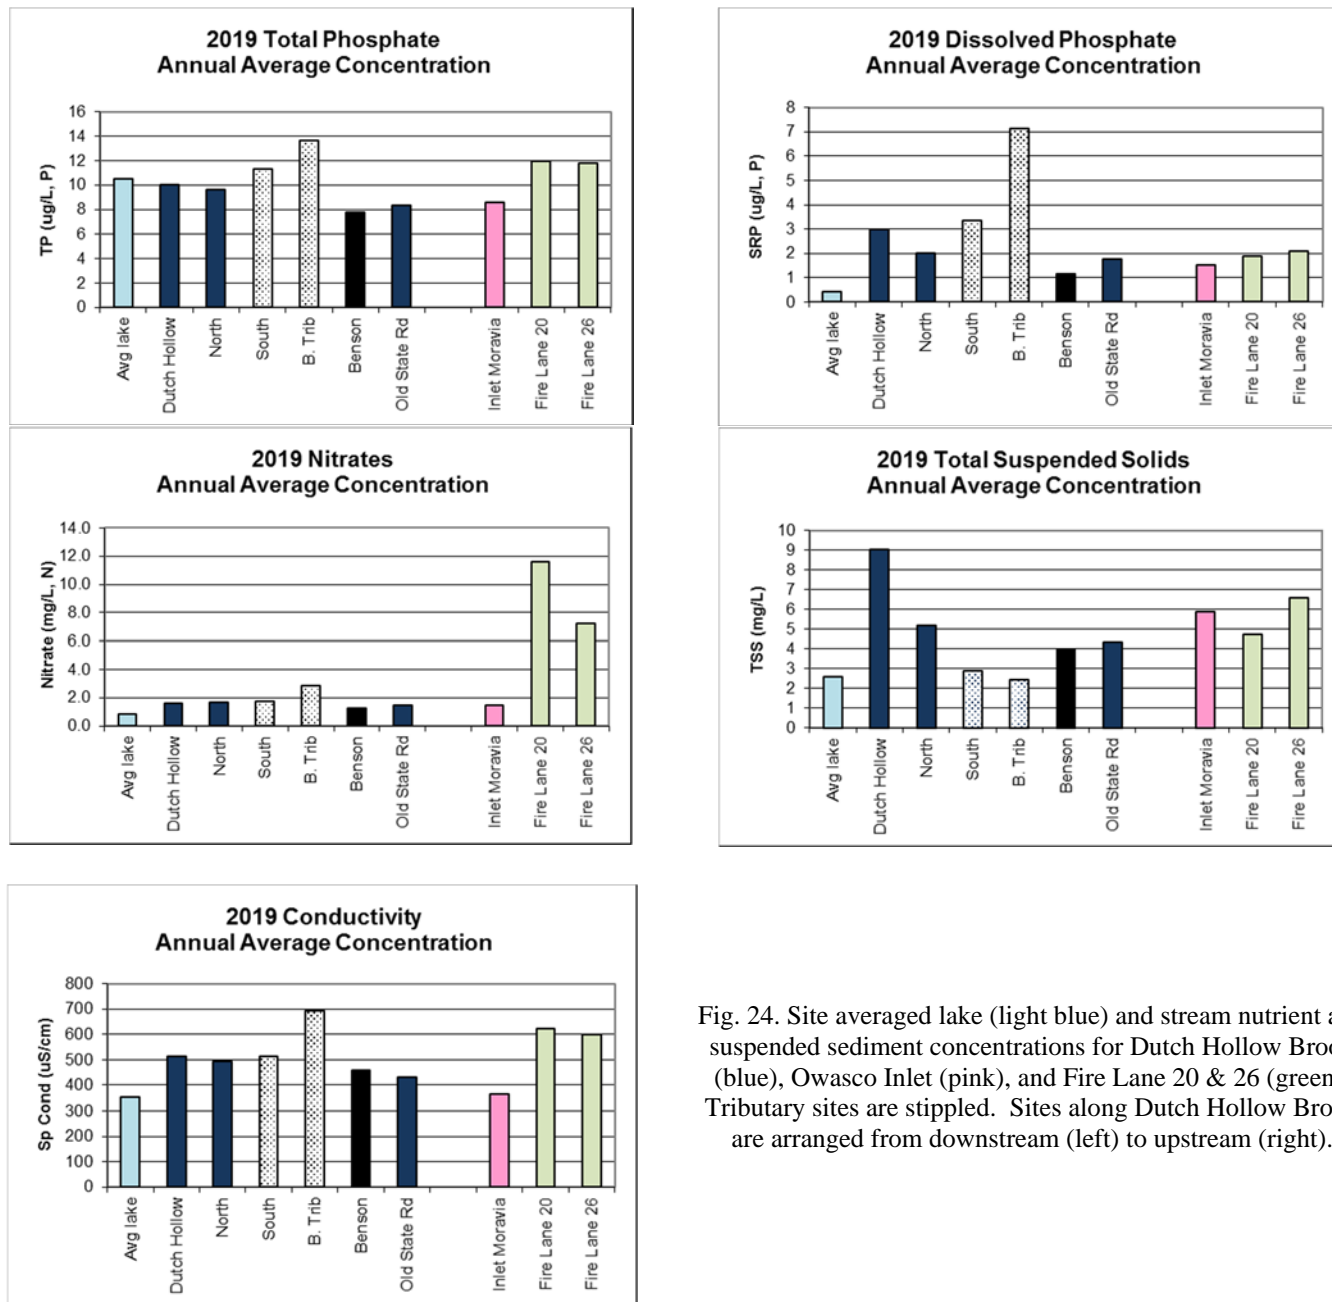 2019 Total Phosphate
Annual Average Concentration
TP (ug/L, P)
16
14
12
10
8
6
4
2
0
Avg lake
Dutch Hollow
North
South
B. Trib
Benson
Old State Rd
Inlet Moravia
Fire Lane 20
Fire Lane 26
2019 Dissolved Phosphate
Annual Average Concentration
SRP (ug/L, P)
8
7
6
5
4
3
2
1
0
Avg lake
Dutch Hollow
North
South
B. Trib
Benson
Old State Rd
Inlet Moravia
Fire Lane 20
Fire Lane 26
2019 Nitrates
Annual Average Concentration
Nitrate (mg/L, N)
14.0
12.0
10.0
8.0
6.0
4.0
2.0
0.0
Avg lake
Dutch Hollow
North
South
B. Trib
Benson
Old State Rd
Inlet Moravia
Fire Lane 20
Fire Lane 26
2019 Total Suspended Solids
Annual Average Concentration
TSS (mg/L)
10
9
8
7
6
5
4
3
2
1
0
Avg lake
Dutch Hollow
North
South
B. Trib
Benson
Old State Rd
Inlet Moravia
Fire Lane 20
Fire Lane 26
2019 Conductivity
Annual Average Concentration
Sp Cond (uS/cm)
800
700
600
500
400
300
200
100
0
Avg lake
Dutch Hollow
North
South
B. Trib
Benson
Old State Rd
Inlet Moravia
Fire Lane 20
Fire Lane 26
Fig. 24. Site averaged lake (light blue) and stream nutrient a
suspended sediment concentrations for Dutch Hollow Broo
(blue), Owasco Inlet (pink), and Fire Lane 20 & 26 (green
Tributary sites are stippled. Sites along Dutch Hollow Bro
are arranged from downstream (left) to upstream (right).